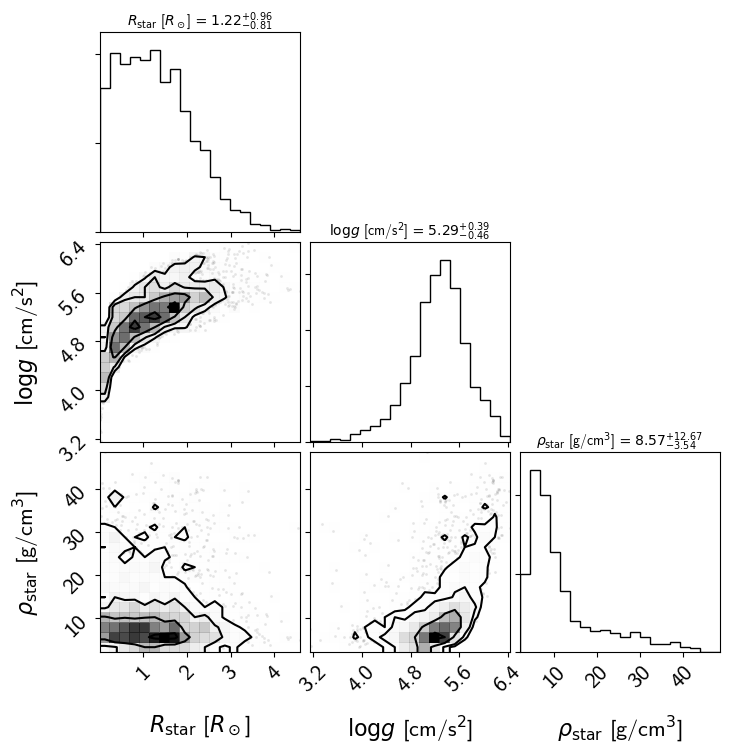 R_star [R_⊙] = 1.22 +0.96 −0.81
logg [cm/s²] = 5.29 +0.39 −0.46
ρ_star [g/cm³] = 8.57 +12.67 −3.54
logg [cm/s²]
6.4
5.6
4.8
4.0
3.2
ρ_star [g/cm³]
40
30
20
10
1 2 3 4
3.2 4.0 4.8 5.6 6.4
10 20 30 40
R_star [R_⊙]
logg [cm/s²]
ρ_star [g/cm³]